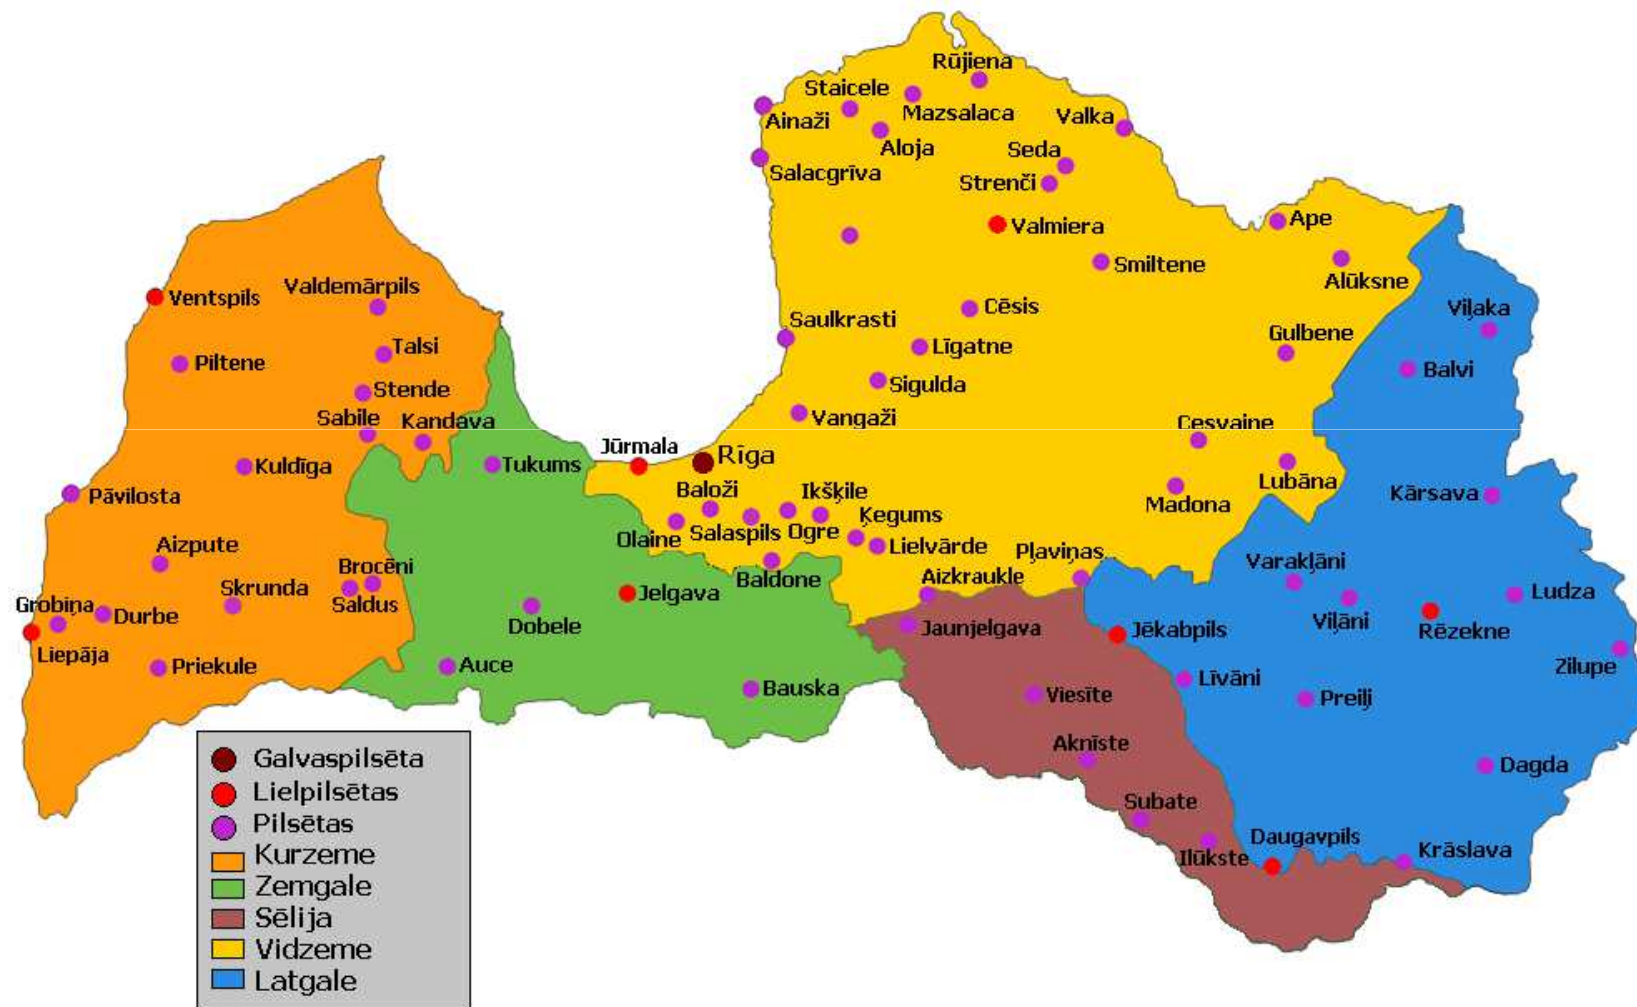 Rūjiena
Staicele
Mazsalaca
Ainaži
Valka
Aloja
Seda
Salacgrīva
Strenči
Ape
Valmiera
Smiltene
Alūksne
Ventspils
Valdemārpils
Cēsis
Viļaka
Saulkrasti
Talsi
Līgatne
Gulbene
Piltene
Balvi
Stende
Sigulda
Sabile
Kandava
Vangaži
Cesvaine
Jūrmala
Rīga
Kuldīga
Tukums
Lubāna
Pāvilosta
Baloži
Ikšķile
Madona
Kārsava
Ķegums
Olaine
Salaspils
Ogre
Aizpute
Lielvārde
Pļaviņas
Brocēni
Baldone
Aizkraukle
Varakļāni
Skrunda
Saldus
Jelgava
Ludza
Grobiņa
Durbe
Dobele
Viļāni
Rēzekne
Jaunjelgava
Jēkabpils
Liepāja
Priekule
Auce
Zilupe
Līvāni
Bauska
Viesīte
Preiļi
Aknīste
Dagda
Subate
Daugavpils
Ilūkste
Krāslava
Galvaspilsēta
Lielpilsētas
Pilsētas
Kurzeme
Zemgale
Sēlija
Vidzeme
Latgale